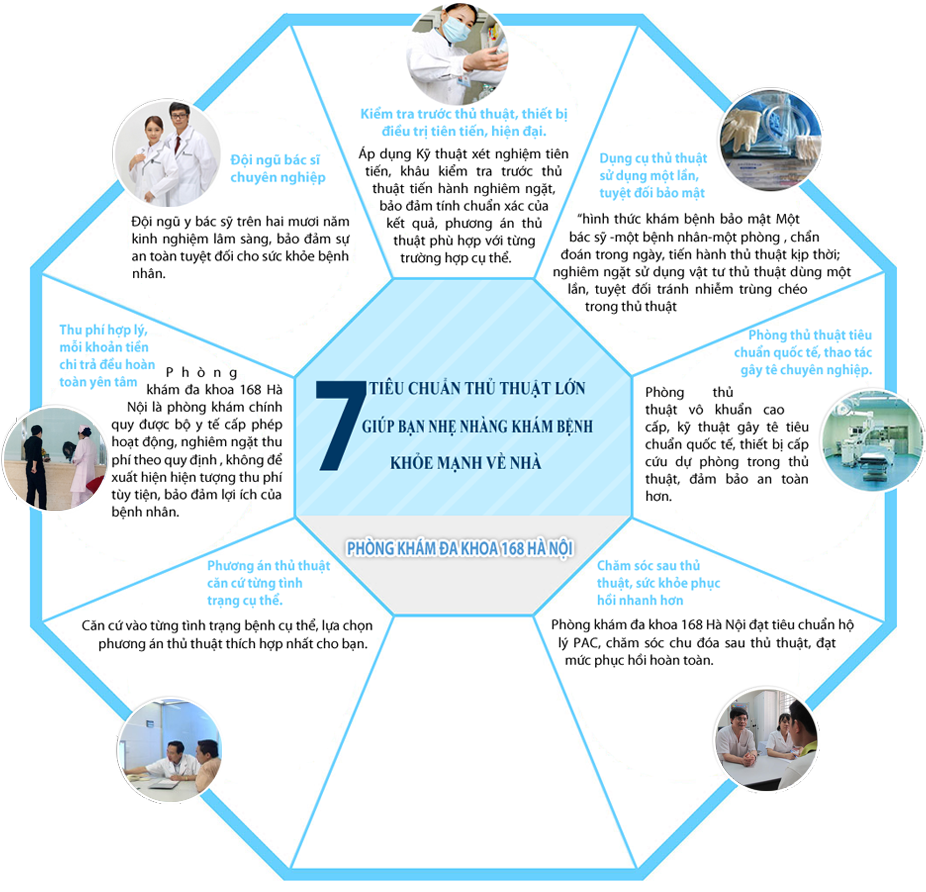 Kiểm tra trước thủ thuật, thiết bị
điều trị tiên tiến, hiện đại.
Áp dụng Kỹ thuật xét nghiệm tiên
tiến, khâu kiểm tra trước thủ
thuật tiến hành nghiêm ngặt,
bảo đảm tính chuẩn xác của
kết quả, phương án thủ
thuật phù hợp với từng
trường hợp cụ thể.
Đội ngũ bác sĩ
chuyên nghiệp
Đội ngũ y bác sỹ trên hai mươi năm
kinh nghiệm lâm sàng, bảo đảm sự
an toàn tuyệt đối cho sức khỏe bệnh
nhân.
Dụng cụ thủ thuật
sử dụng một lần,
tuyệt đối bảo mật
“hình thức khám bệnh bảo mật Một
bác sỹ -một bệnh nhân-một phòng , chẩn
đoán trong ngày, tiến hành thủ thuật kịp thời;
nghiêm ngặt sử dụng vật tư thủ thuật dùng một
lần, tuyệt đối tránh nhiễm trùng chéo
trong thủ thuật
Thu phí hợp lý,
mỗi khoản tiền
chi trả đều hoàn
toàn yên tâm
Phòng
khám đa khoa 168 Hà
Nội là phòng khám chính
quy được bộ y tế cấp phép
hoạt động, nghiêm ngặt thu
phí theo quy định , không để
xuất hiện hiện tượng thu phí
tùy tiện, bảo đảm lợi ích của
bệnh nhân.
7 TIÊU CHUẨN THỦ THUẬT LỚN
GIÚP BẠN NHẸ NHÀNG KHÁM BỆNH
KHỎE MẠNH VỀ NHÀ
PHÒNG KHÁM ĐA KHOA 168 HÀ NỘI
Phòng thủ thuật tiêu
chuẩn quốc tế, thao tác
gây tê chuyên nghiệp.
Phòng thủ
thuật vô khuẩn cao
cấp, kỹ thuật gây tê tiêu
chuẩn quốc tế, thiết bị cấp
cứu dự phòng trong thủ
thuật, đảm bảo an toàn
hơn.
Phương án thủ thuật
căn cứ từng tình
trạng cụ thể.
Căn cứ vào từng tình trạng bệnh cụ thể, lựa chọn
phương án thủ thuật thích hợp nhất cho bạn.
Chăm sóc sau thủ
thuật, sức khỏe phục
hồi nhanh hơn
Phòng khám đa khoa 168 Hà Nội đạt tiêu chuẩn hộ
lý PAC, chăm sóc chu đóa sau thủ thuật, đạt
mức phục hồi hoàn toàn.